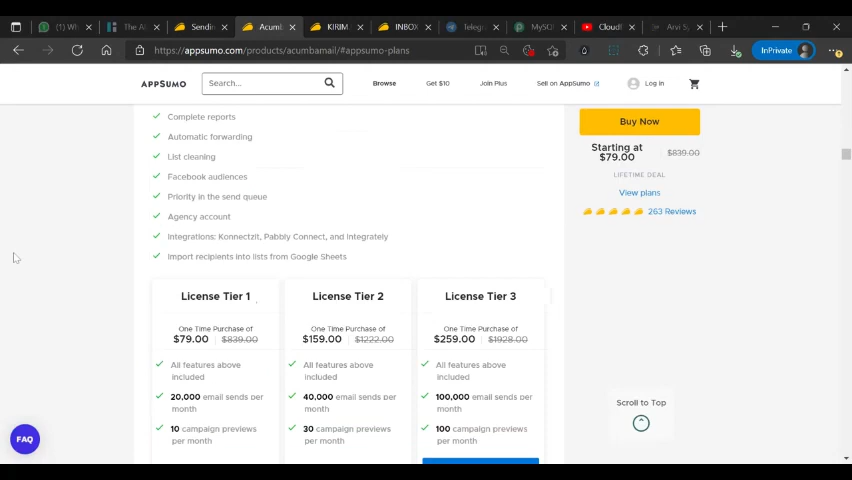 The Al
Sendin
Acumb
KIRIM
INBOX
Telegr
MySQL
Cloudl
Arvi Sy
https://appsumo.com/products/acumbamail/#appsumo-plans
InPrivate
APPSUMO
Search...
Browse
Get $10
Join Plus
Sell on AppSumo
Log in
Complete reports
Automatic forwarding
List cleaning
Facebook audiences
Priority in the send queue
Agency account
Integrations: Konnectzit, Pabbly Connect, and Integrately
Import recipients into lists from Google Sheets
Buy Now
Starting at
$79.00
$839.00
LIFETIME DEAL
View plans
263 Reviews
License Tier 1
One Time Purchase of
$79.00 $839.00
All features above
included
20,000 email sends per
month
10 campaign previews
per month
License Tier 2
One Time Purchase of
$159.00 $1222.00
All features above
included
40,000 email sends per
month
30 campaign previews
per month
License Tier 3
One Time Purchase of
$259.00 $1928.00
All features above
included
100,000 email sends per
month
100 campaign previews
per month
Scroll to Top
FAQ